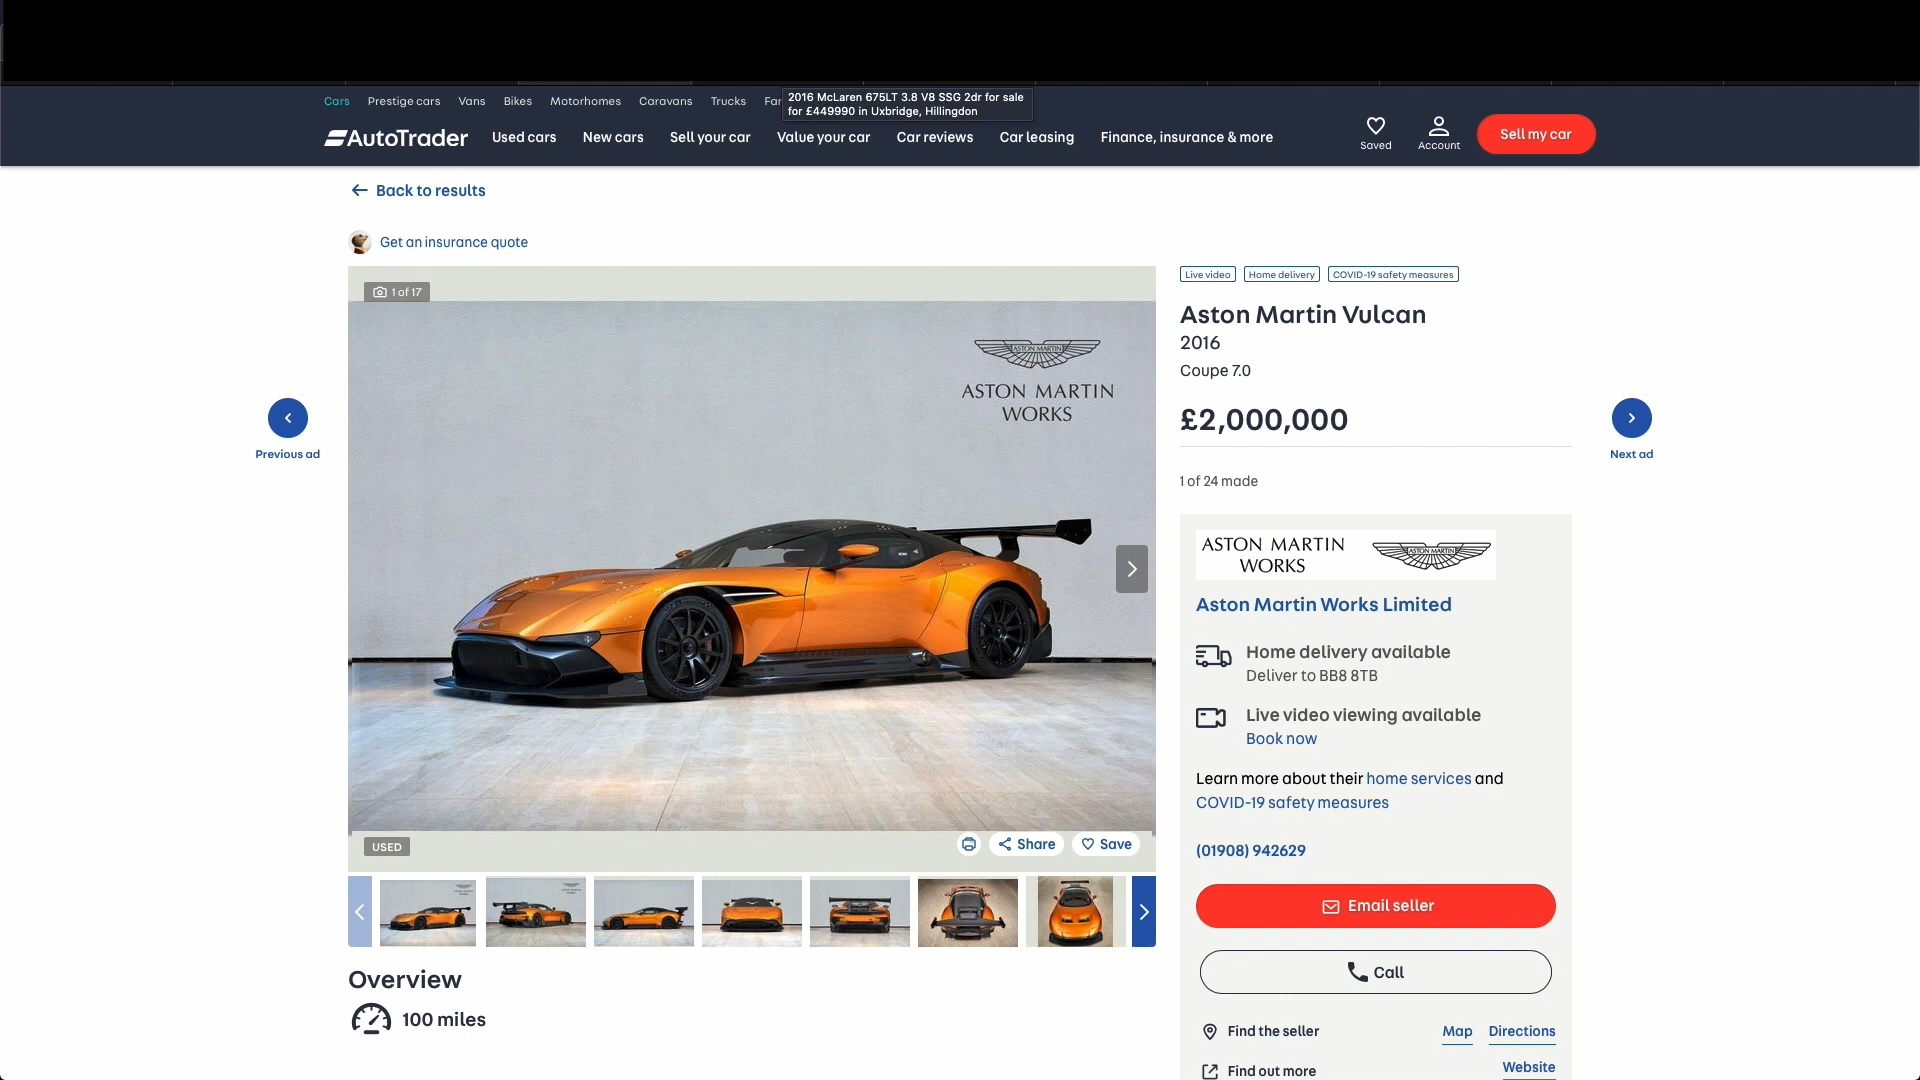 Cars Prestige cars Vans Bikes Motorhomes Caravans Trucks Far
2016 McLaren 675LT 3.8 V8 SSG 2dr for sale
for £449990 in Uxbridge, Hillingdon
AutoTrader Used cars New cars Sell your car Value your car Car reviews Car leasing Finance, insurance & more
Saved Account Sell my car
Back to results
Get an insurance quote
1 of 17
ASTON MARTIN
ASTON MARTIN
WORKS
Previous ad
USED
Share Save
Overview
100 miles
Live video Home delivery COVID-19 safety measures
Aston Martin Vulcan
2016
Coupe 7.0
£2,000,000
Next ad
1 of 24 made
ASTON MARTIN
WORKS
ASTON MARTIN
Aston Martin Works Limited
Home delivery available
Deliver to BB8 8TB
Live video viewing available
Book now
Learn more about their home services and
COVID-19 safety measures
(01908) 942629
Email seller
Call
Find the seller Map Directions
Find out more Website